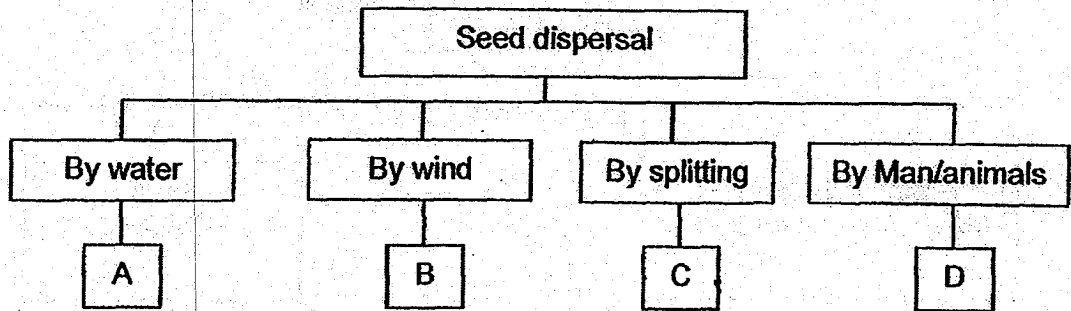 Seed dispersal
By water
By wind
By splitting
By Man/animals
A
B
C
D